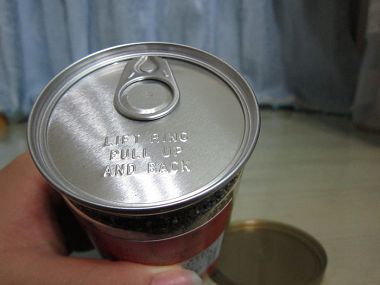 LIFT RING
PULL UP
AND BACK